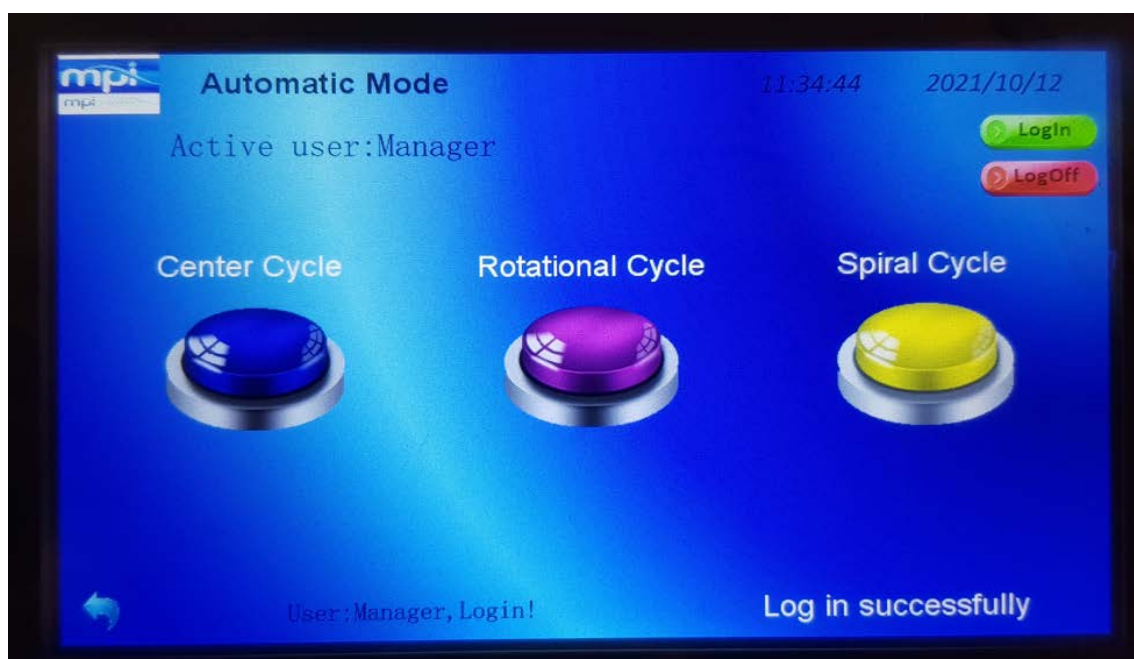 mpi
mpi
Automatic Mode
11:34:44
2021/10/12
Active user:Manager
LogIn
LogOff
Center Cycle
Rotational Cycle
Spiral Cycle
User:Manager,Login!
Log in successfully